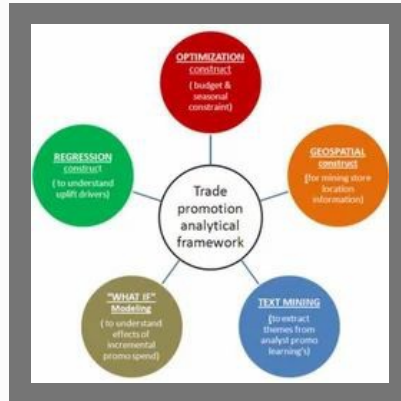 OPTIMIZATION
construct
( budget &
seasonal
constraint)
GEOSPATIAL
construct
(for mining store
location
information)
TEXT MINING
(to extract
themes from
analyst promo
learning's)
"WHAT IF"
Modeling
( to understand
effects of
incremental
promo spend)
REGRESSION
construct
( to understand
uplift drivers)
Trade
promotion
analytical
framework